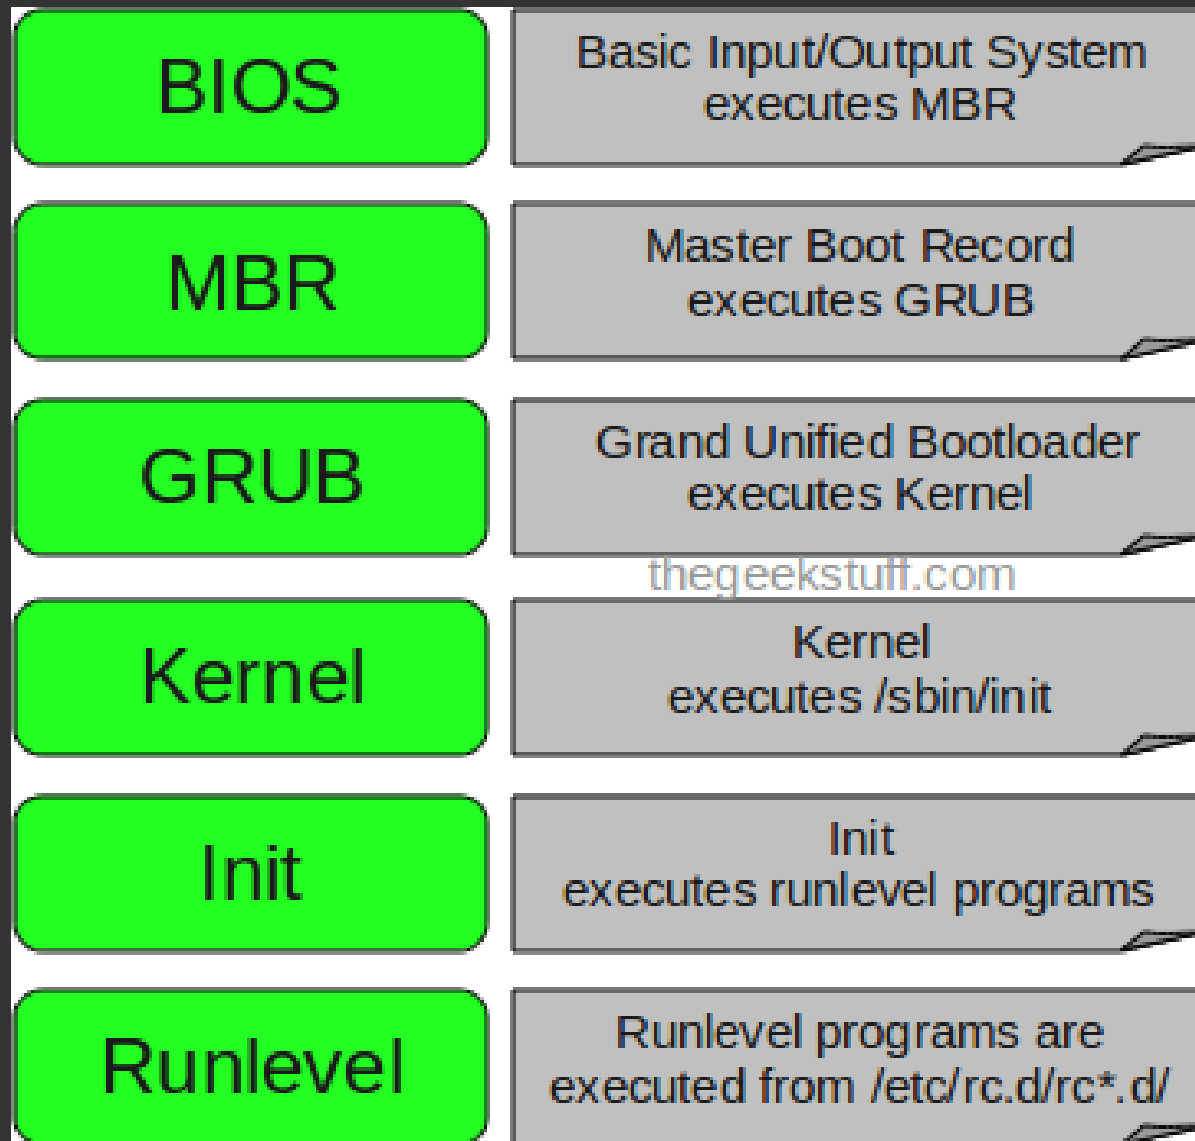 BIOS
Basic Input/Output System
executes MBR
MBR
Master Boot Record
executes GRUB
GRUB
Grand Unified Bootloader
executes Kernel
thegeekstuff.com
Kernel
Kernel
executes /sbin/init
Init
Init
executes runlevel programs
Runlevel
Runlevel programs are
executed from /etc/rc.d/rc*.d/